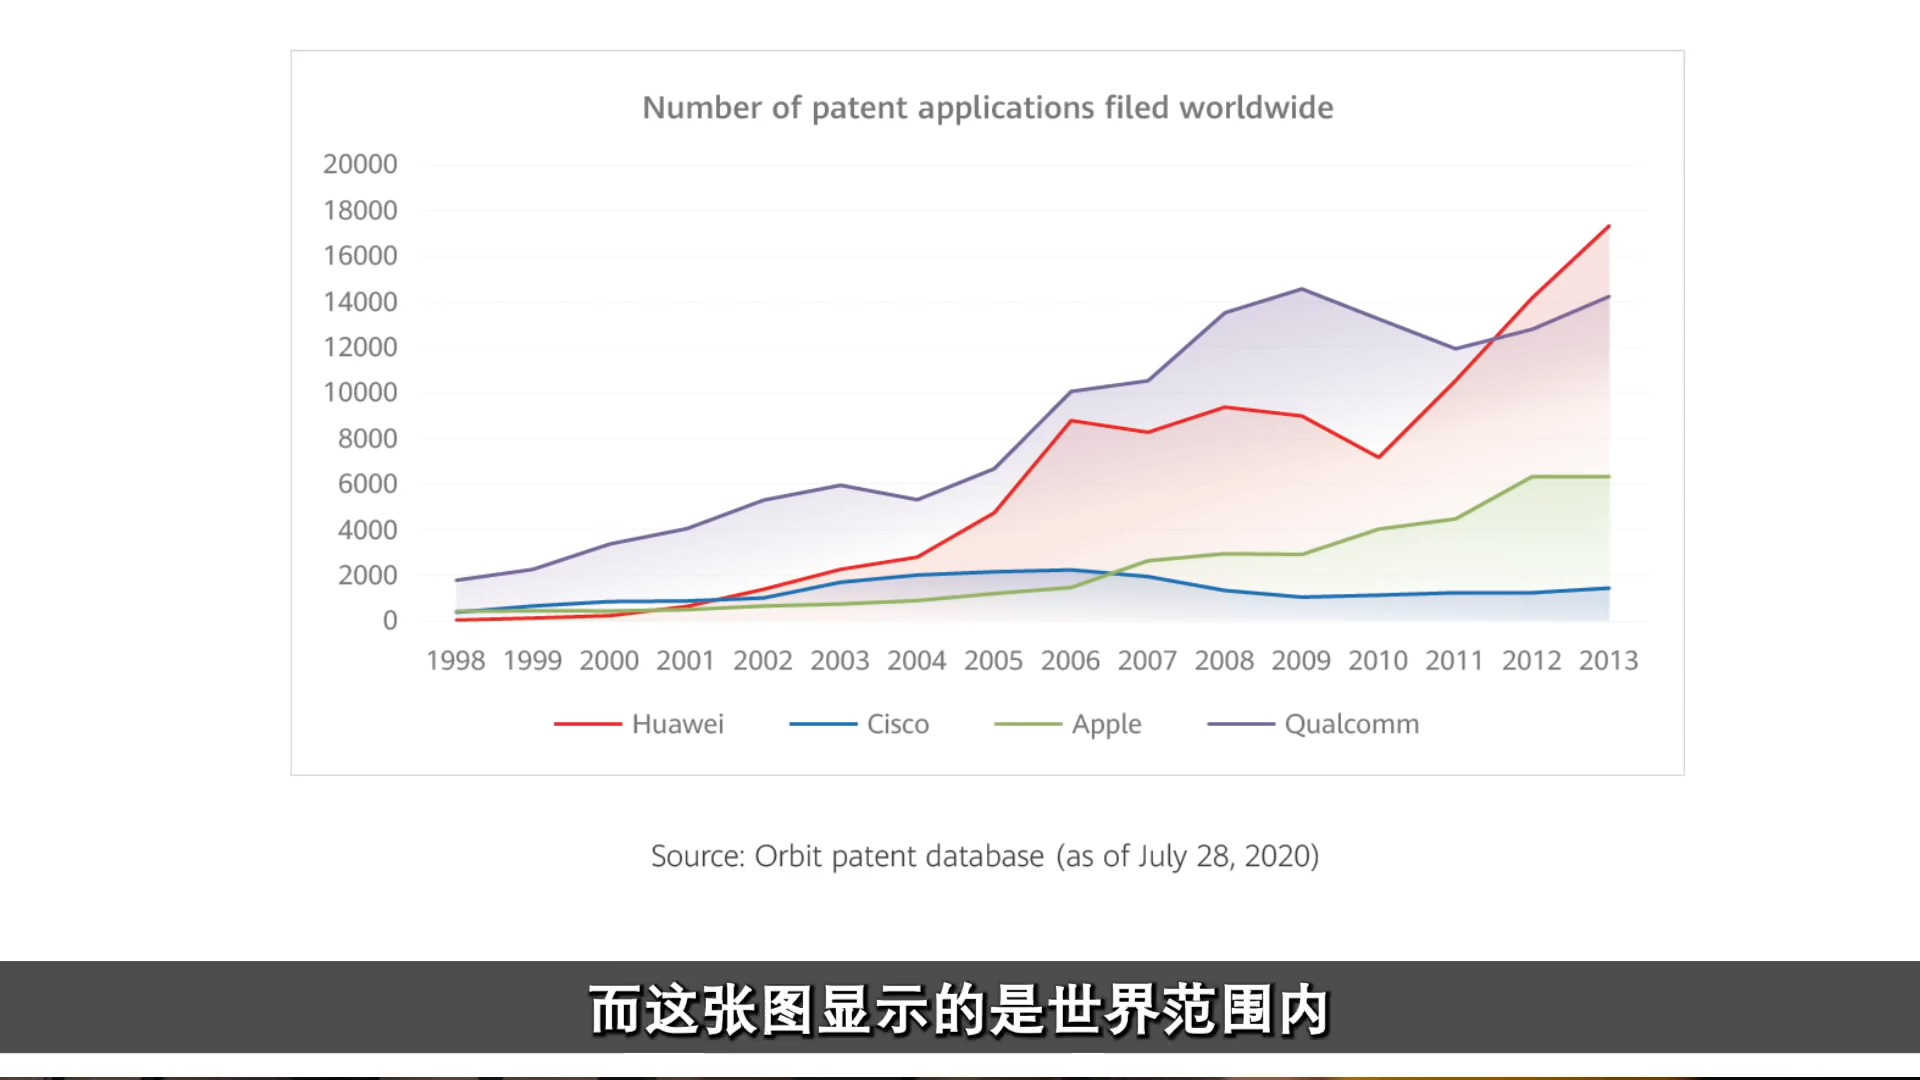 Number of patent applications filed worldwide
20000
18000
16000
14000
12000
10000
8000
6000
4000
2000
0
1998 1999 2000 2001 2002 2003 2004 2005 2006 2007 2008 2009 2010 2011 2012 2013
Huawei Cisco Apple Qualcomm
Source: Orbit patent database (as of July 28, 2020)
而这张图显示的是世界范围内